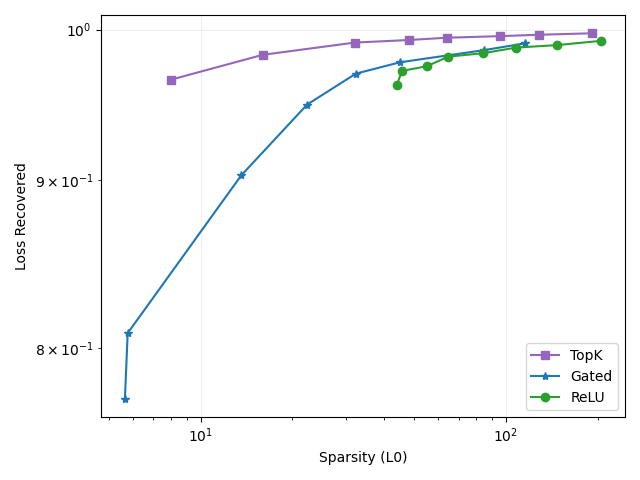 10⁰
9 × 10⁻¹
8 × 10⁻¹
Loss Recovered
10¹
10²
Sparsity (L0)
TopK
Gated
ReLU